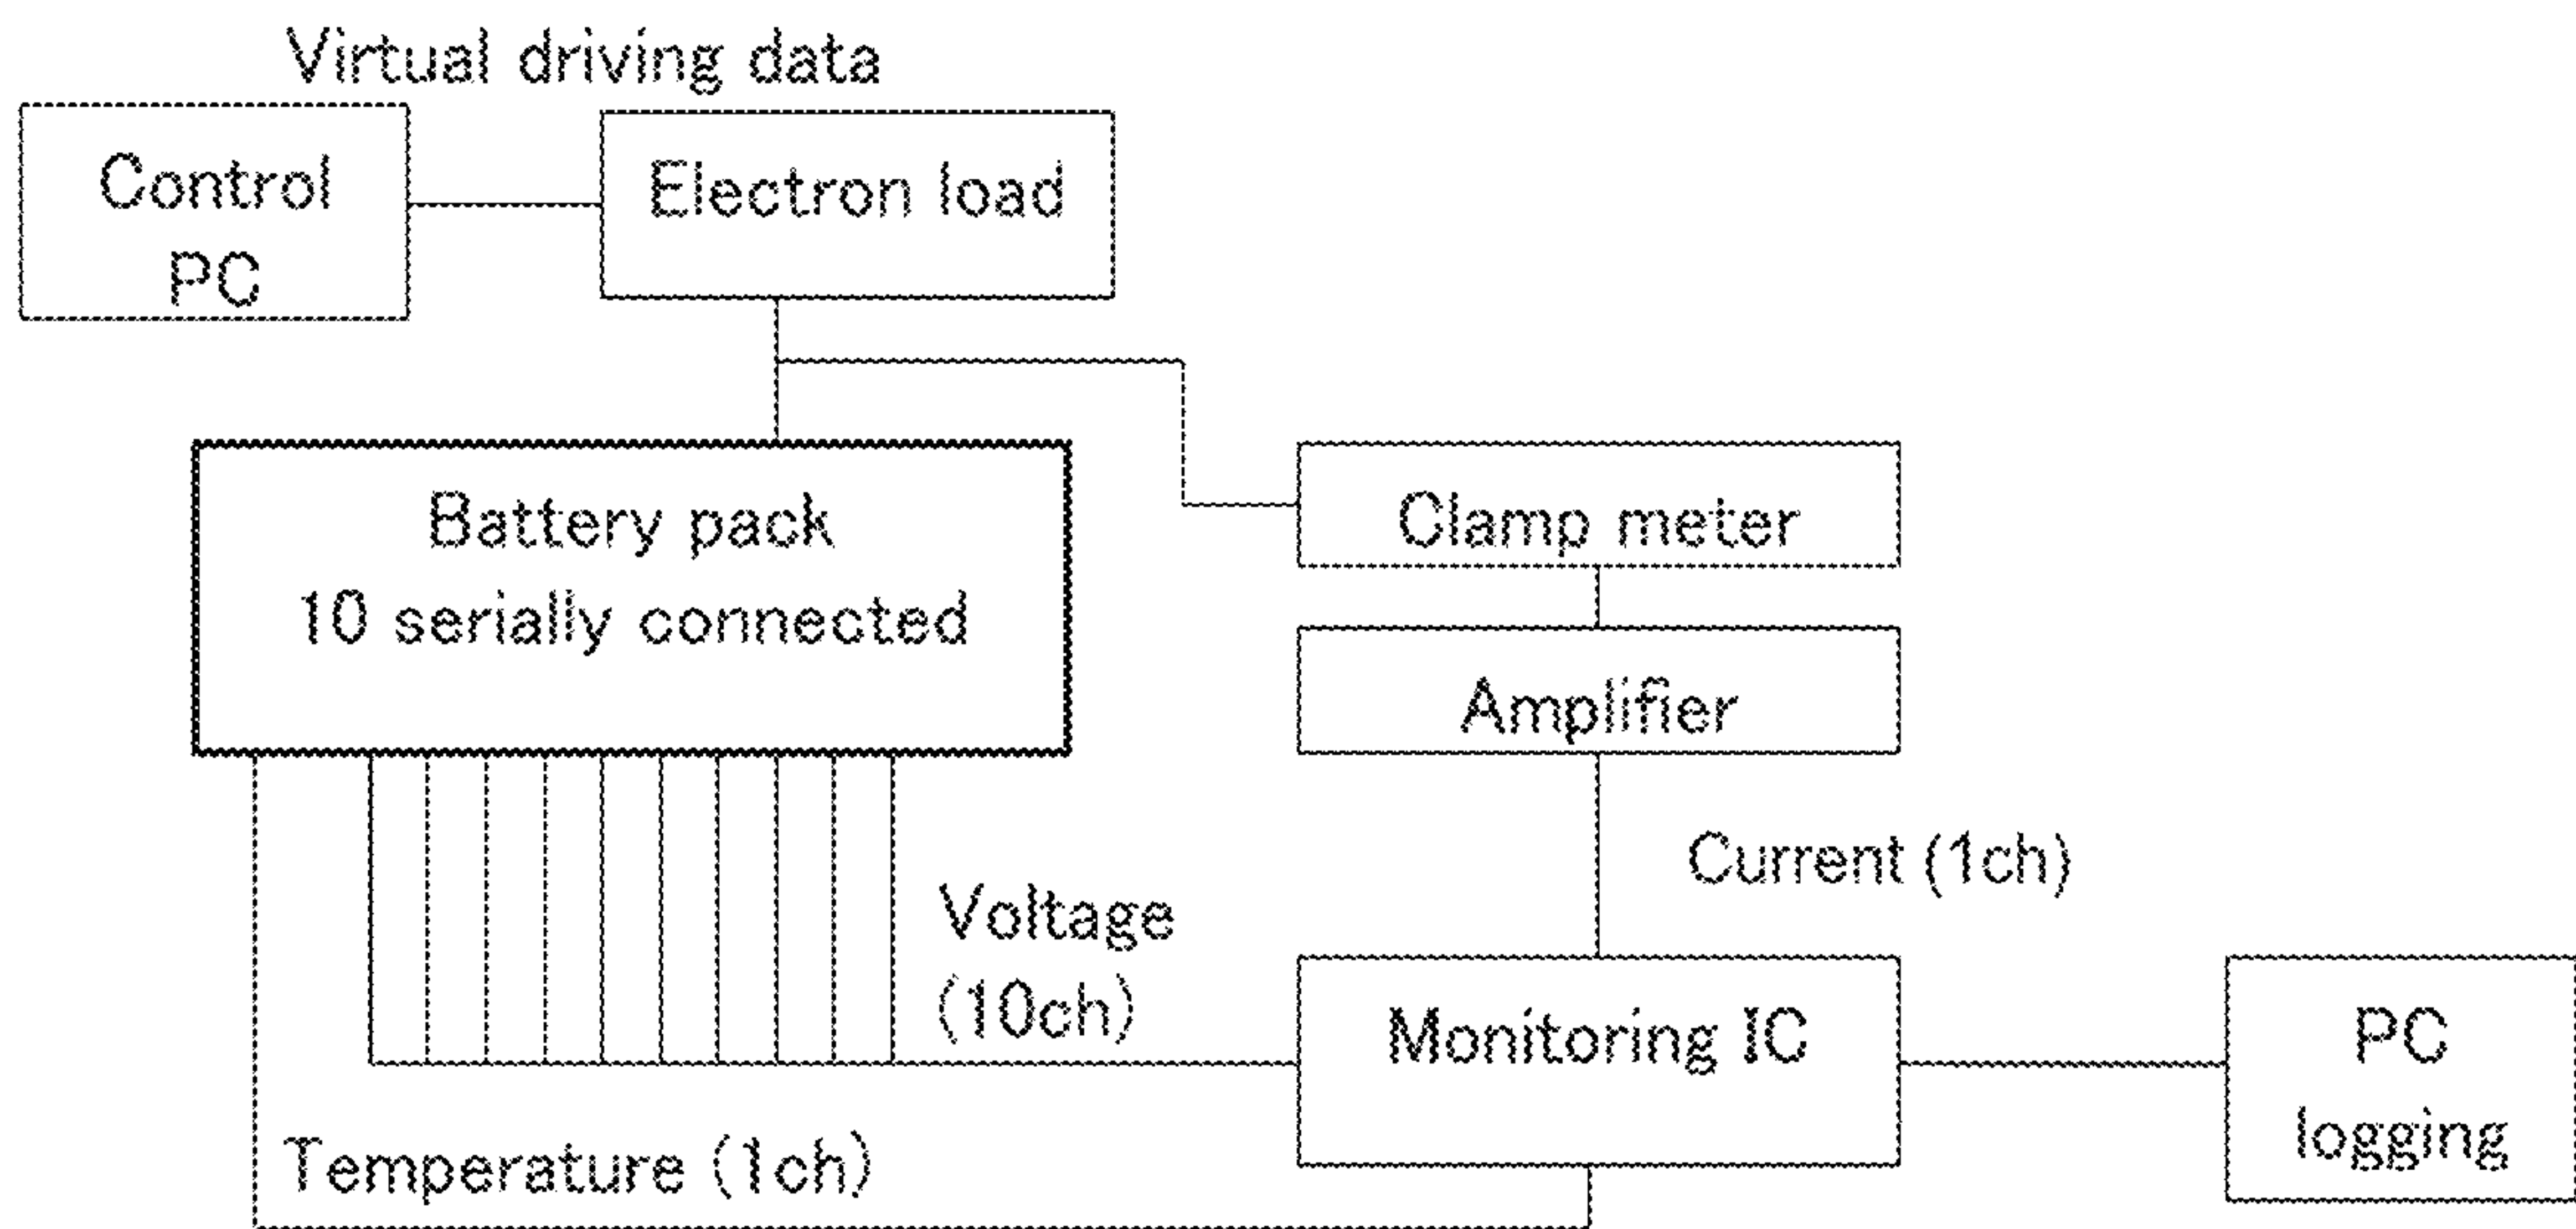 Virtual driving data
Control
PC
Electron load
Battery pack
10 serially connected
Clamp meter
Amplifier
Current (1ch)
Voltage
(10ch)
Monitoring IC
PC
logging
Temperature (1ch)